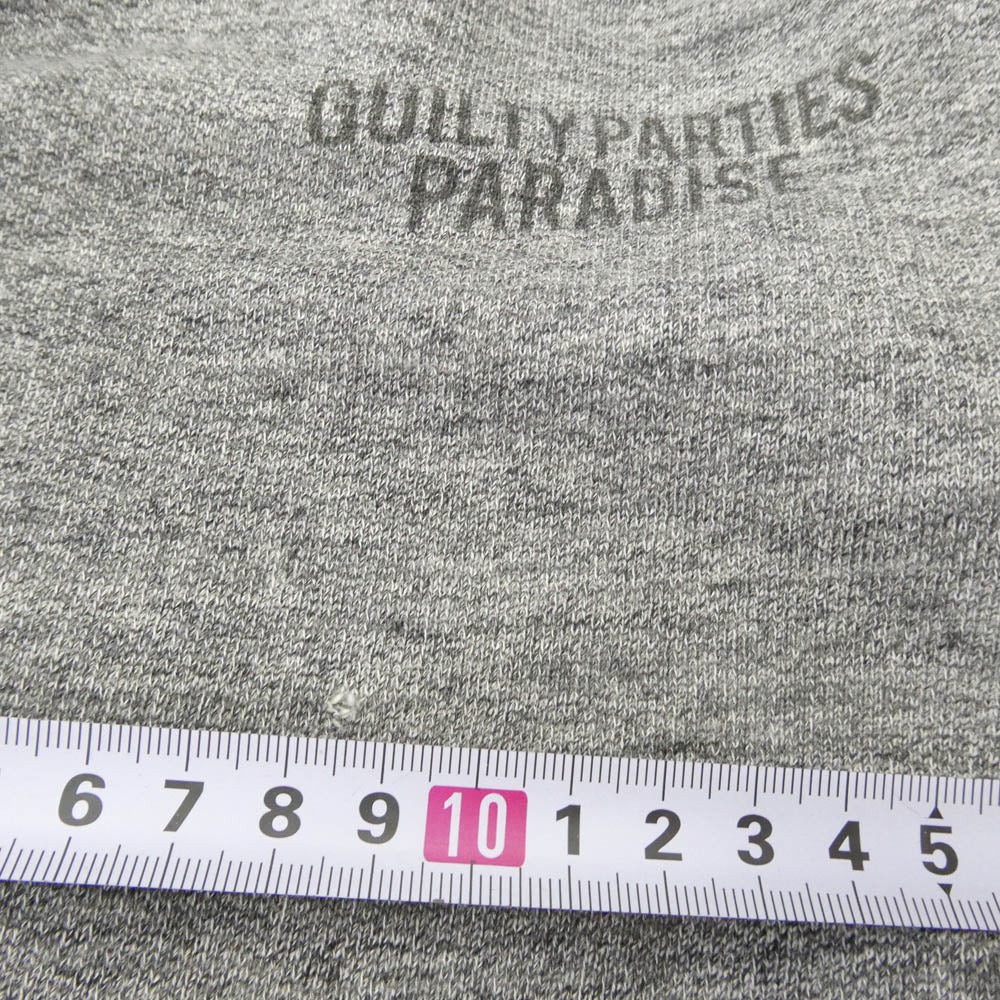 GUILTY PARTIES
PARADISE
6 7 8 9 10 1 2 3 4 5